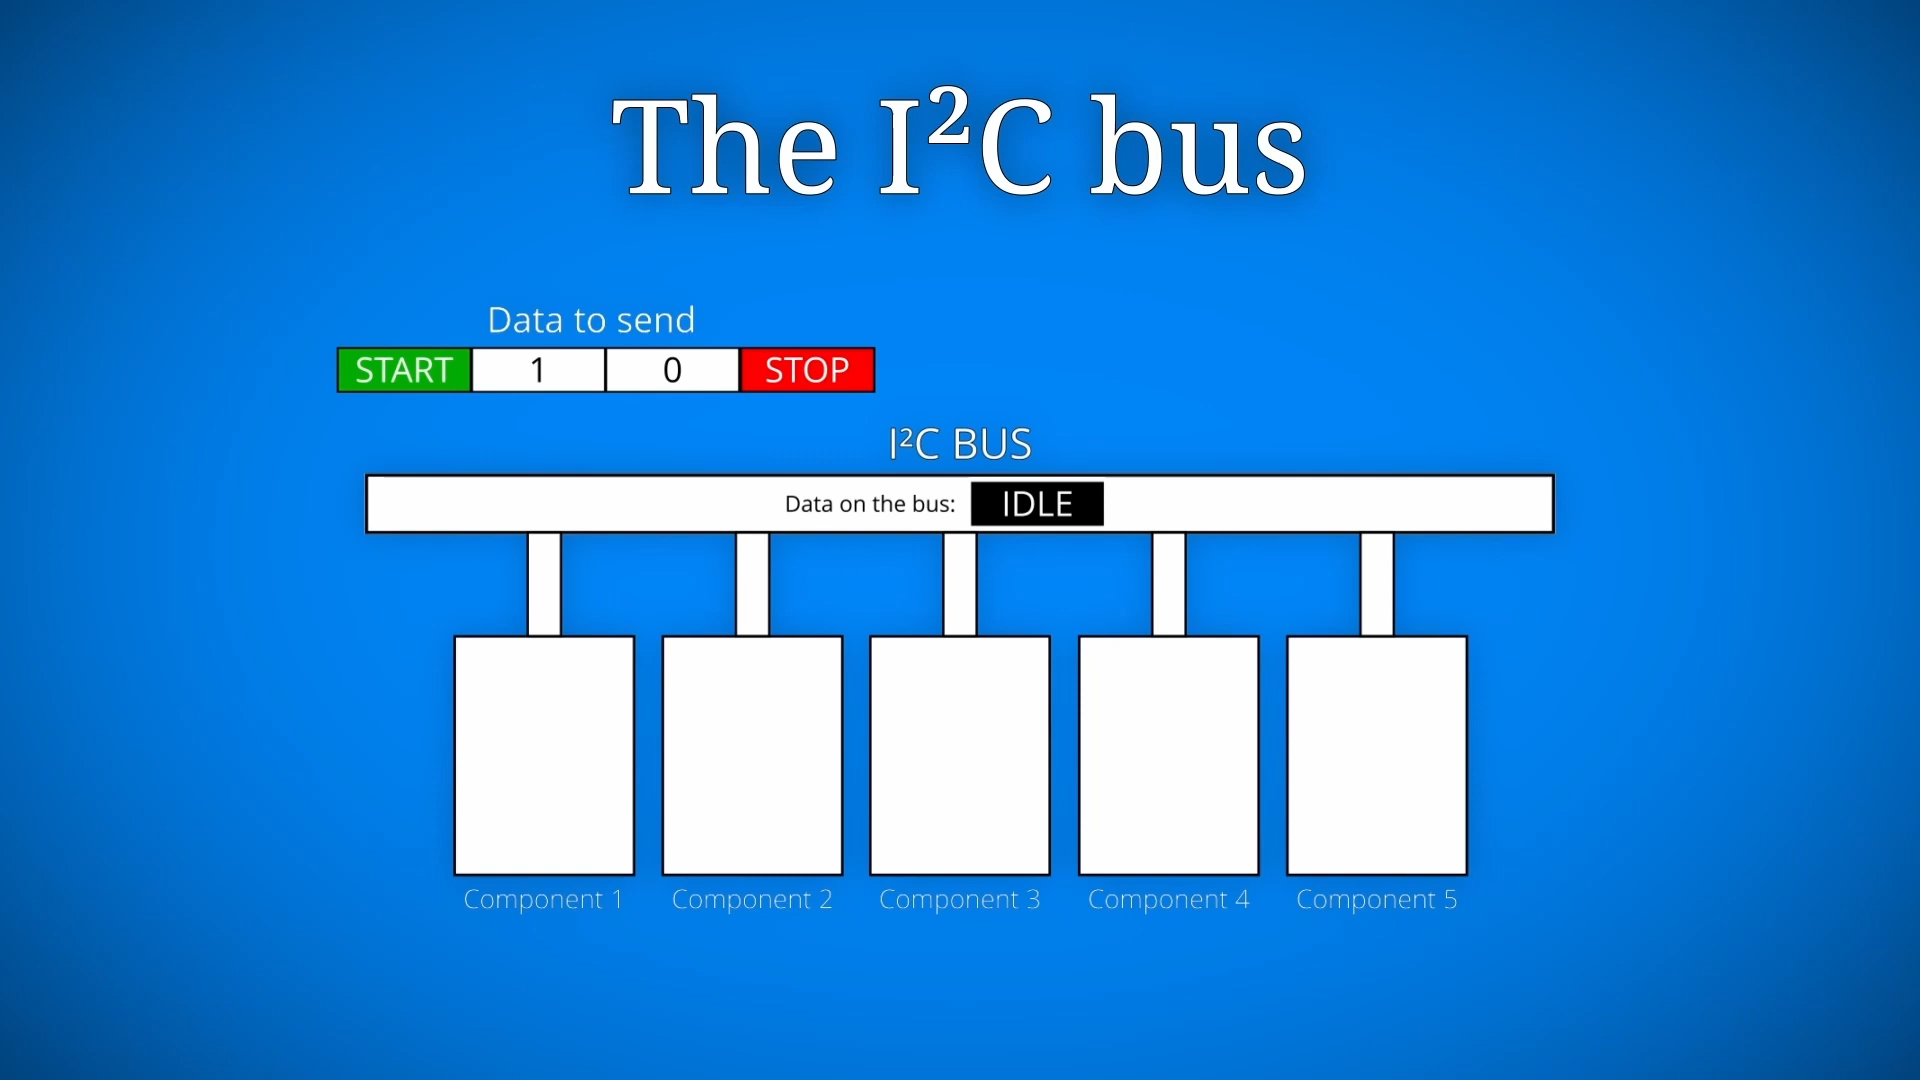 The I²C bus
Data to send
START 1 0 STOP
I²C BUS
Data on the bus: IDLE
Component 1 Component 2 Component 3 Component 4 Component 5